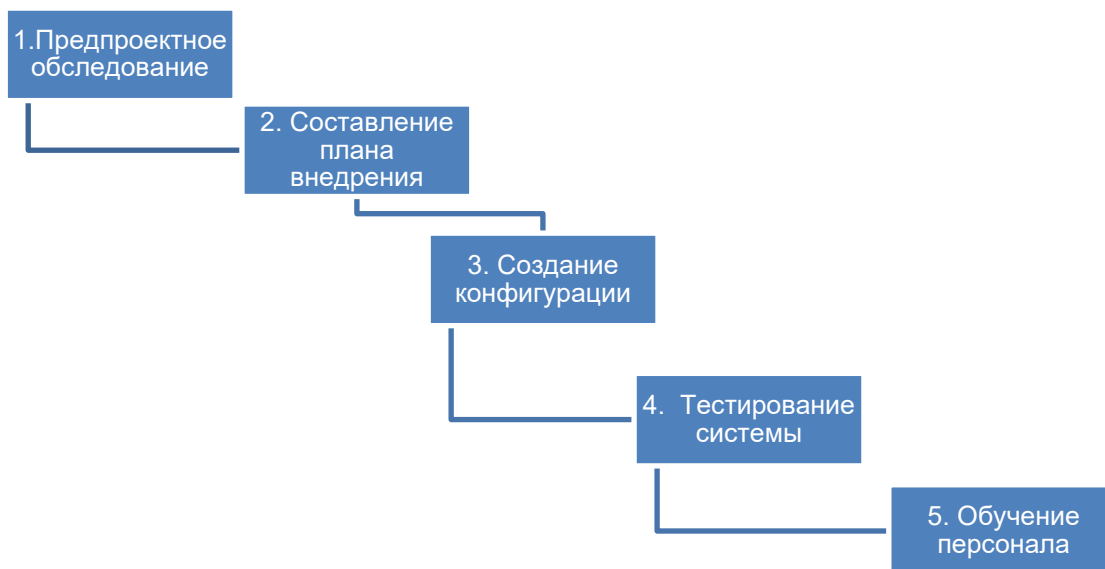 1.Предпроектное
обследование
2. Составление
плана
внедрения
3. Создание
конфигурации
4. Тестирование
системы
5. Обучение
персонала